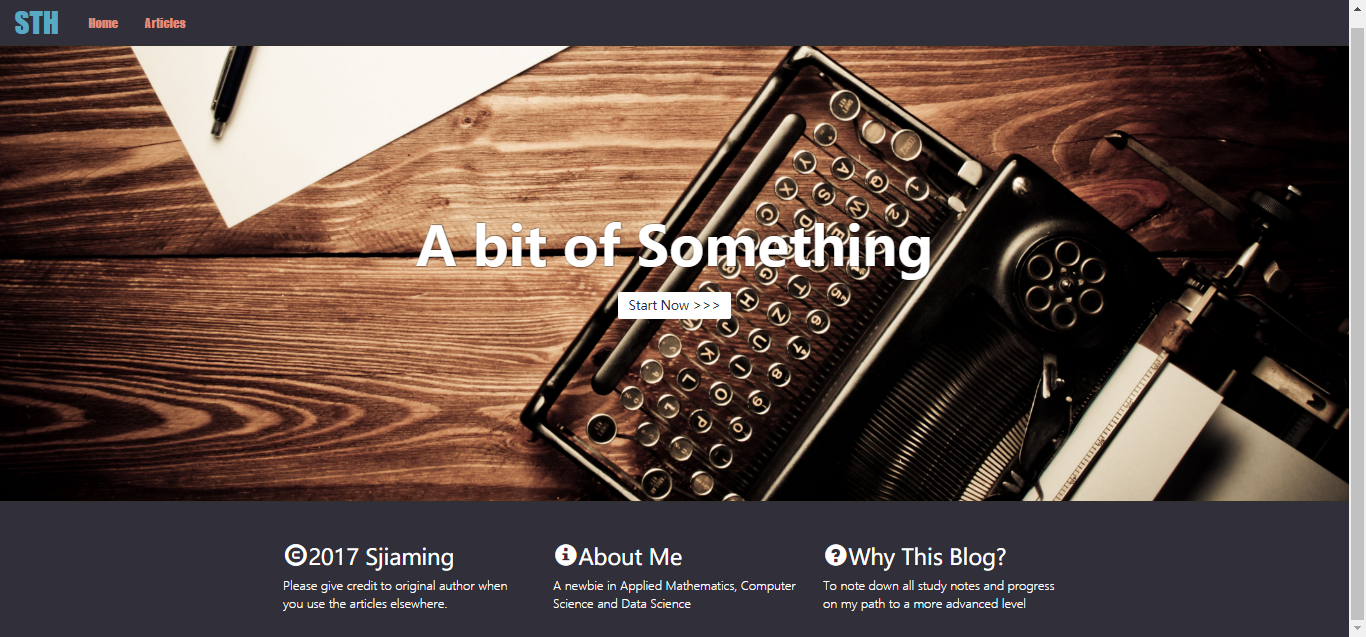 STH Home Articles
A bit of Something
Start Now >>>
2017 Sjiaming
Please give credit to original author when
you use the articles elsewhere.
About Me
A newbie in Applied Mathematics, Computer
Science and Data Science
Why This Blog?
To note down all study notes and progress
on my path to a more advanced level